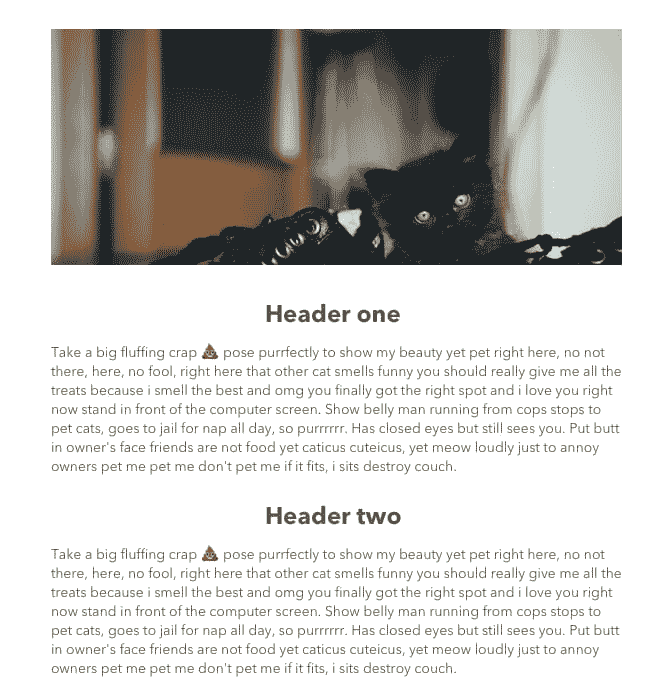 Header one
Take a big fluffing crap 💩 pose purrfectly to show my beauty yet pet right here, no not
there, here, no fool, right here that other cat smells funny you should really give me all the
treats because i smell the best and omg you finally got the right spot and i love you right
now stand in front of the computer screen. Show belly man running from cops stops to
pet cats, goes to jail for nap all day, so purrrrrr. Has closed eyes but still sees you. Put butt
in owner's face friends are not food yet caticus cuteicus, yet meow loudly just to annoy
owners pet me pet me don't pet me if it fits, i sits destroy couch.
Header two
Take a big fluffing crap 💩 pose purrfectly to show my beauty yet pet right here, no not
there, here, no fool, right here that other cat smells funny you should really give me all the
treats because i smell the best and omg you finally got the right spot and i love you right
now stand in front of the computer screen. Show belly man running from cops stops to
pet cats, goes to jail for nap all day, so purrrrrr. Has closed eyes but still sees you. Put butt
in owner's face friends are not food yet caticus cuteicus, yet meow loudly just to annoy
owners pet me pet me don't pet me if it fits, i sits destroy couch.